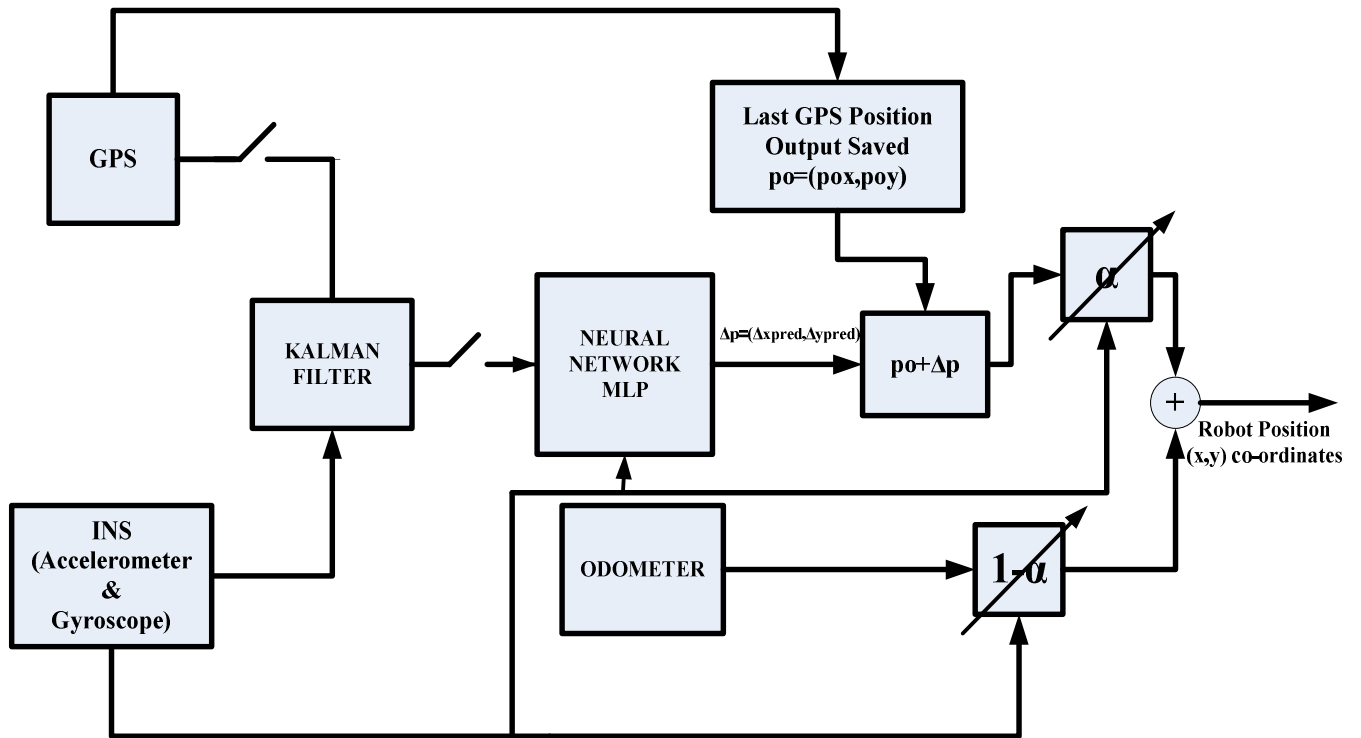 GPS
Last GPS Position
Output Saved
po=(pox,poy)
α
KALMAN
FILTER
NEURAL
NETWORK
MLP
Δp=(Δxpred,Δypred)
po+Δp
+
Robot Position
(x,y) co-ordinates
INS
(Accelerometer
&
Gyroscope)
ODOMETER
1-α